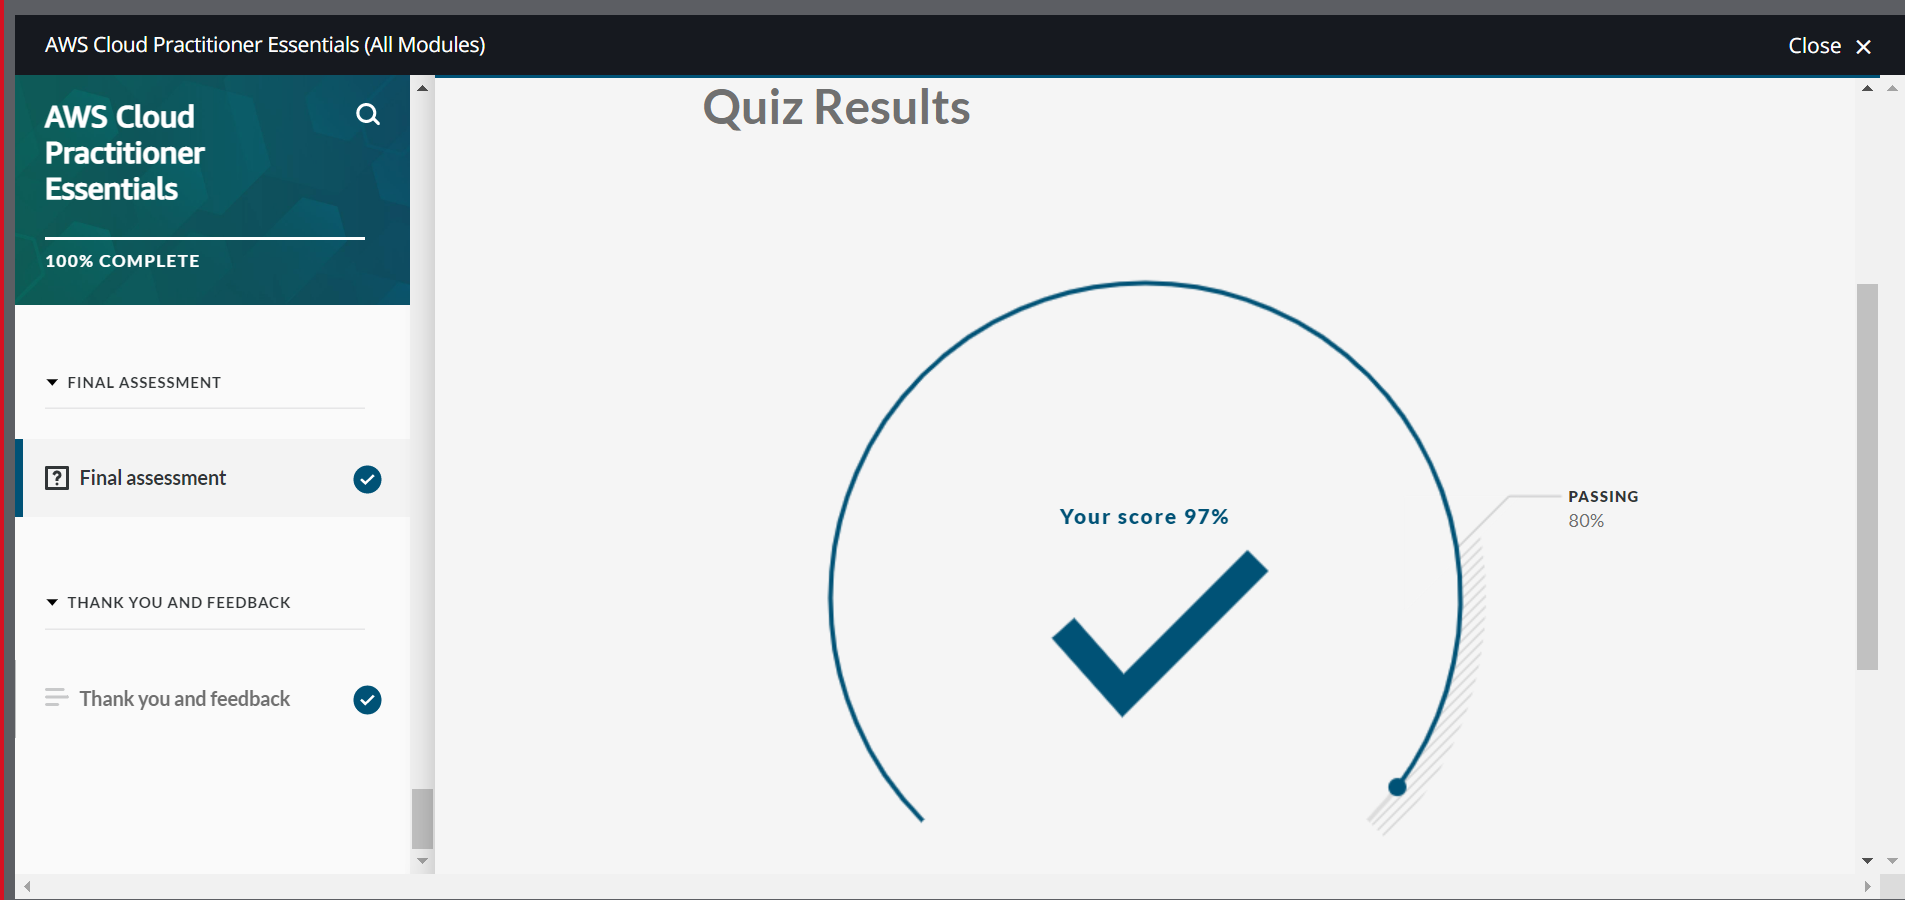 AWS Cloud Practitioner Essentials (All Modules)
Close
AWS Cloud
Practitioner
Essentials
100% COMPLETE
FINAL ASSESSMENT
Final assessment
THANK YOU AND FEEDBACK
Thank you and feedback
Quiz Results
Your score 97%
PASSING
80%